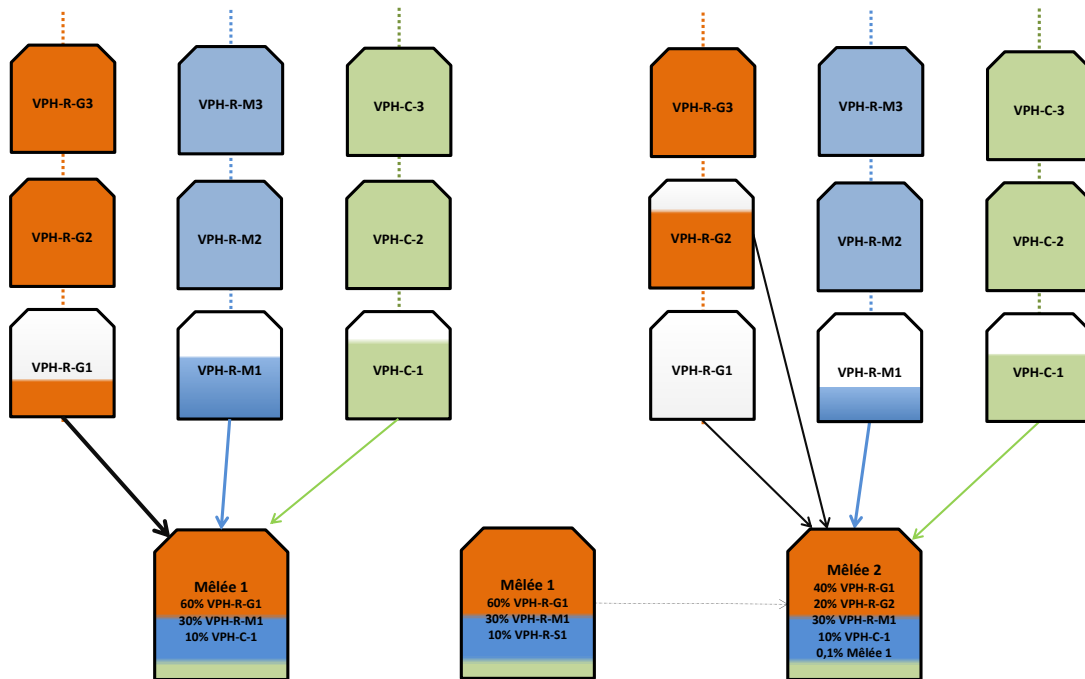 VPH-R-G3
VPH-R-M3
VPH-C-3
VPH-R-G2
VPH-R-M2
VPH-C-2
VPH-R-G1
VPH-R-M1
VPH-C-1
Mêlée 1
60% VPH-R-G1
30% VPH-R-M1
10% VPH-C-1
Mêlée 1
60% VPH-R-G1
30% VPH-R-M1
10% VPH-R-S1
VPH-R-G3
VPH-R-M3
VPH-C-3
VPH-R-G2
VPH-R-M2
VPH-C-2
VPH-R-G1
VPH-R-M1
VPH-C-1
Mêlée 2
40% VPH-R-G1
20% VPH-R-G2
30% VPH-R-M1
10% VPH-C-1
0,1% Mêlée 1